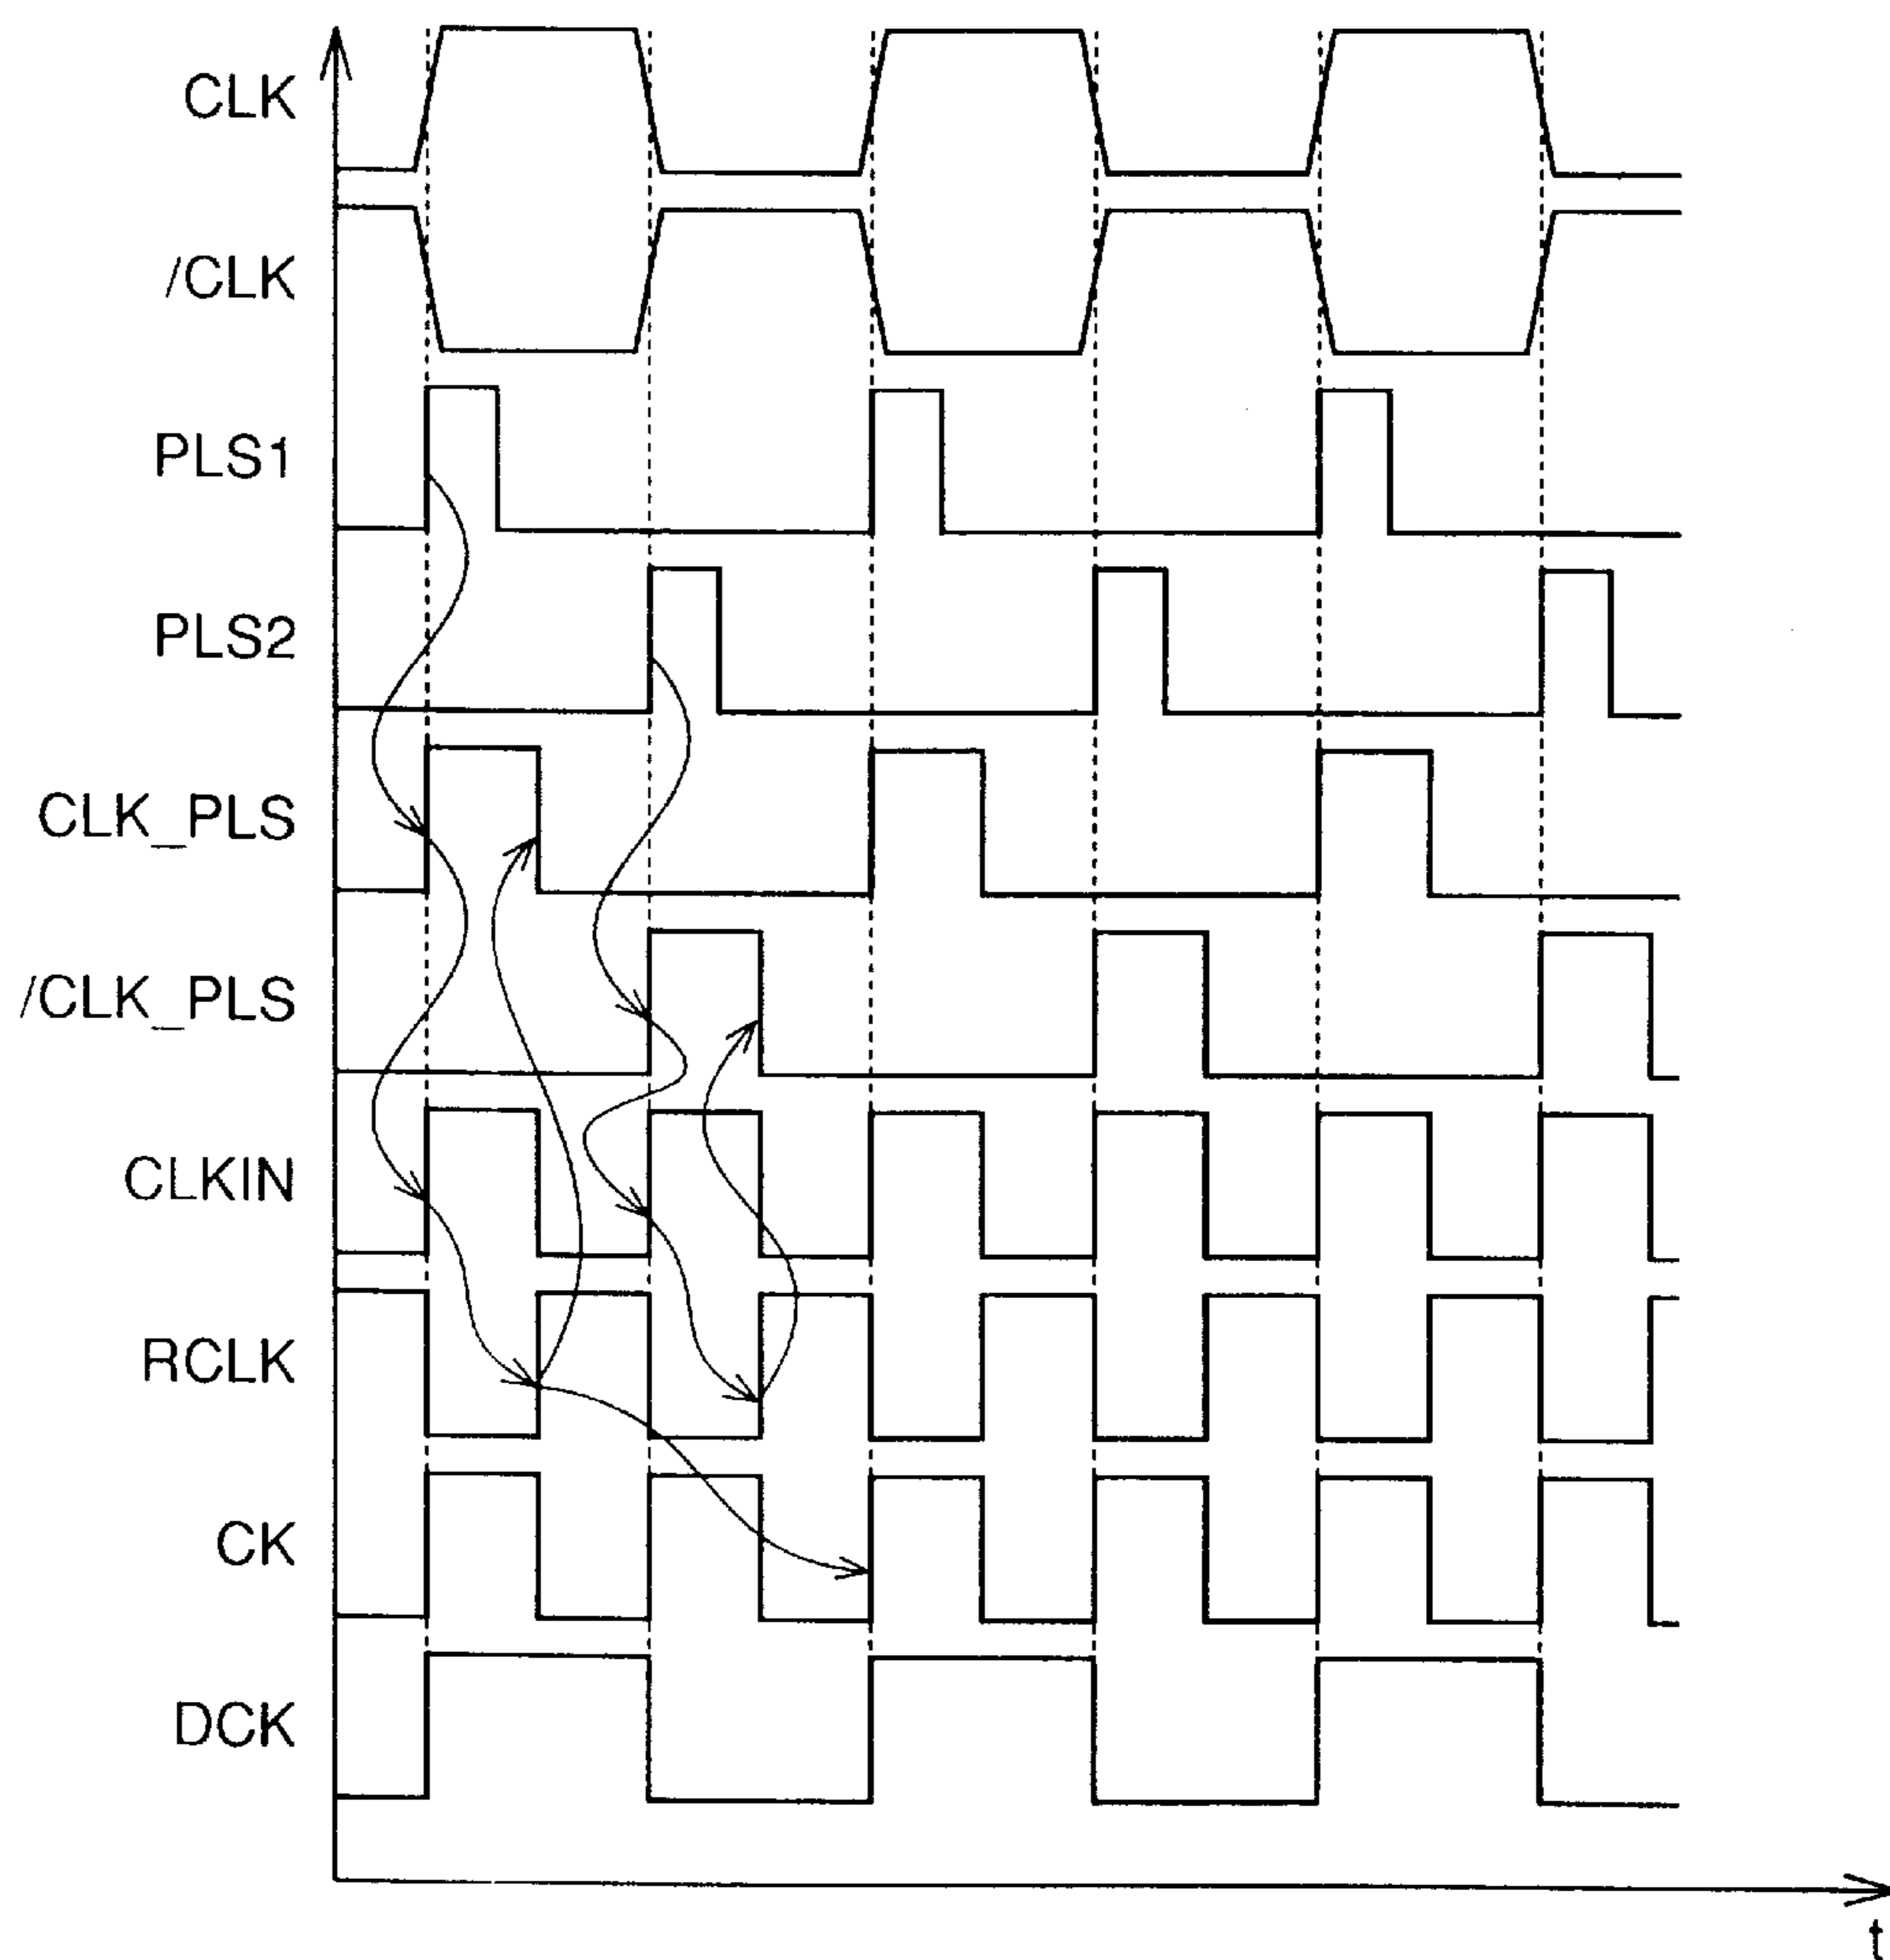 CLK
/CLK
PLS1
PLS2
CLK_PLS
/CLK_PLS
CLKIN
RCLK
CK
DCK
t